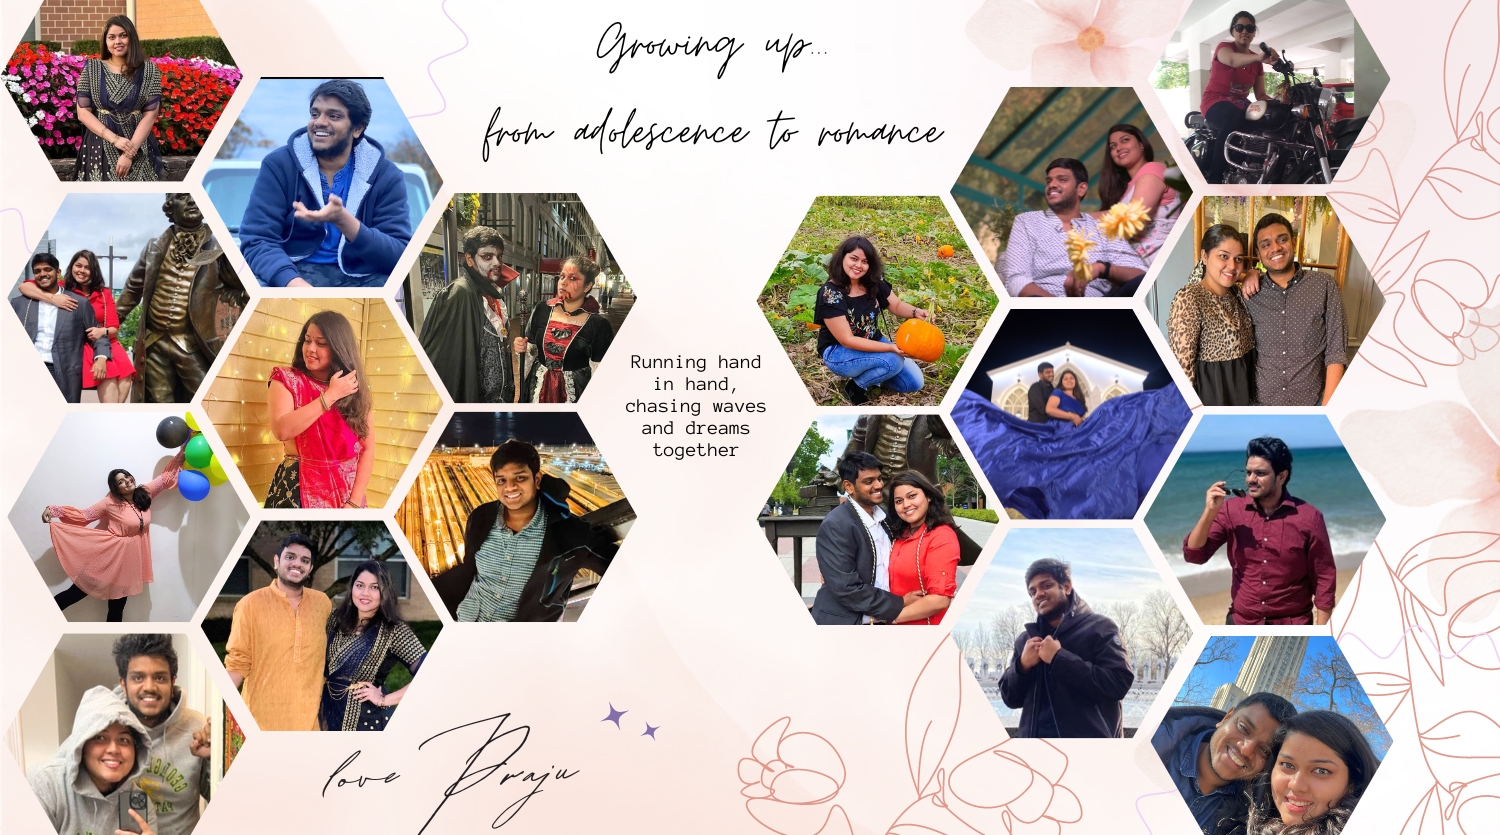 Growing up...
from adolescence to romance
Running hand
in hand,
chasing waves
and dreams
together
love Praju